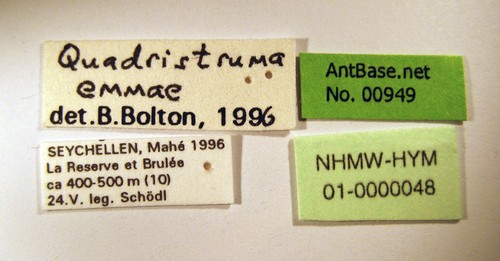 Quadristruma
emmae
det.B.Bolton, 1996
AntBase.net
No. 00949
SEYCHELLEN, Mahé 1996
La Reserve et Brulée
ca 400-500 m (10)
24.V. leg. Schödl
NHMW-HYM
01-0000048